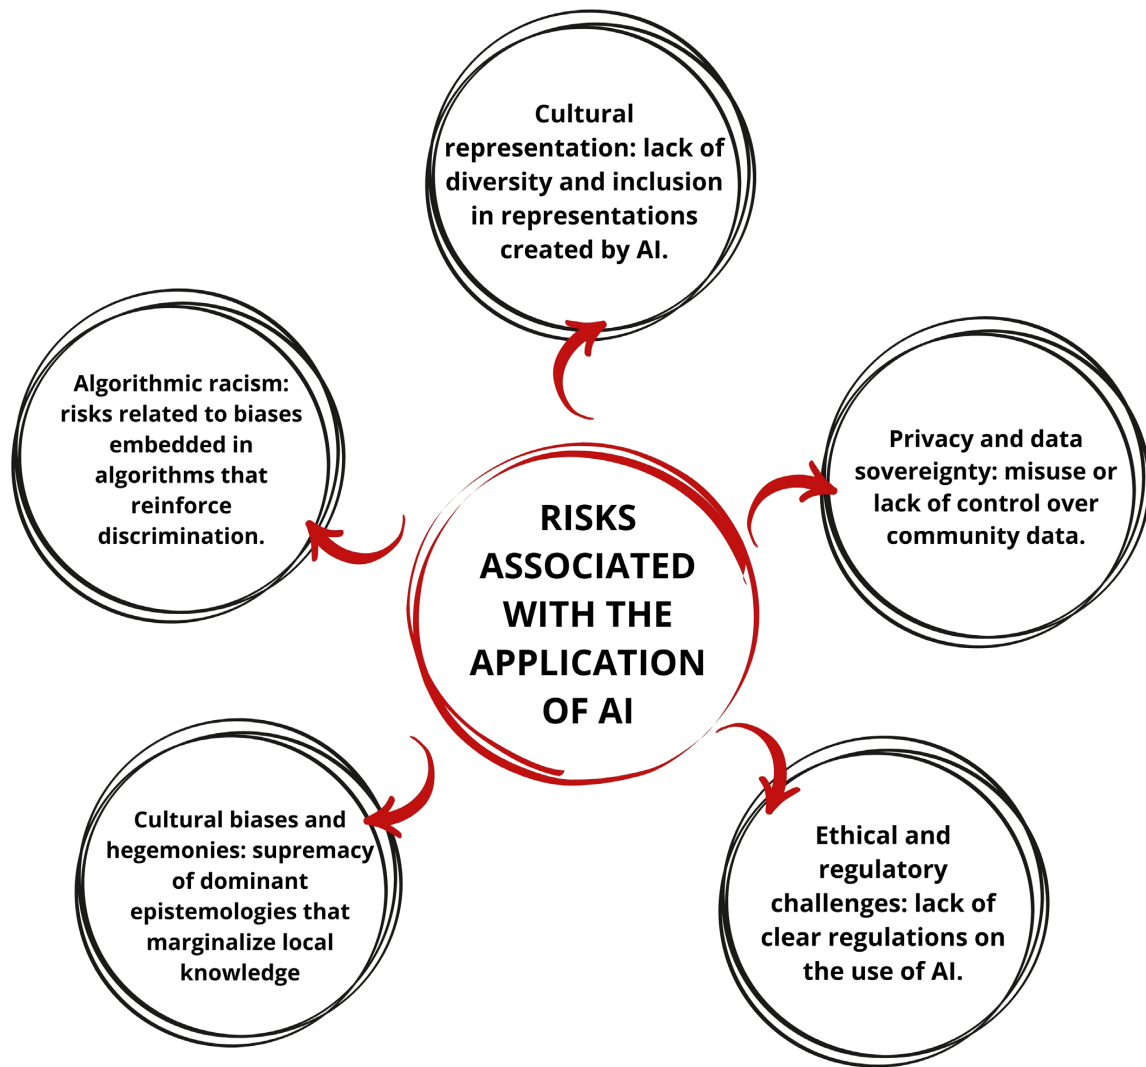 Cultural
representation: lack of
diversity and inclusion
in representations
created by AI.
Algorithmic racism:
risks related to biases
embedded in
algorithms that
reinforce
discrimination.
Privacy and data
sovereignty: misuse or
lack of control over
community data.
RISKS
ASSOCIATED
WITH THE
APPLICATION
OF AI
Cultural biases and
hegemonies: supremacy
of dominant
epistemologies that
marginalize local
knowledge
Ethical and
regulatory
challenges: lack of
clear regulations on
the use of AI.